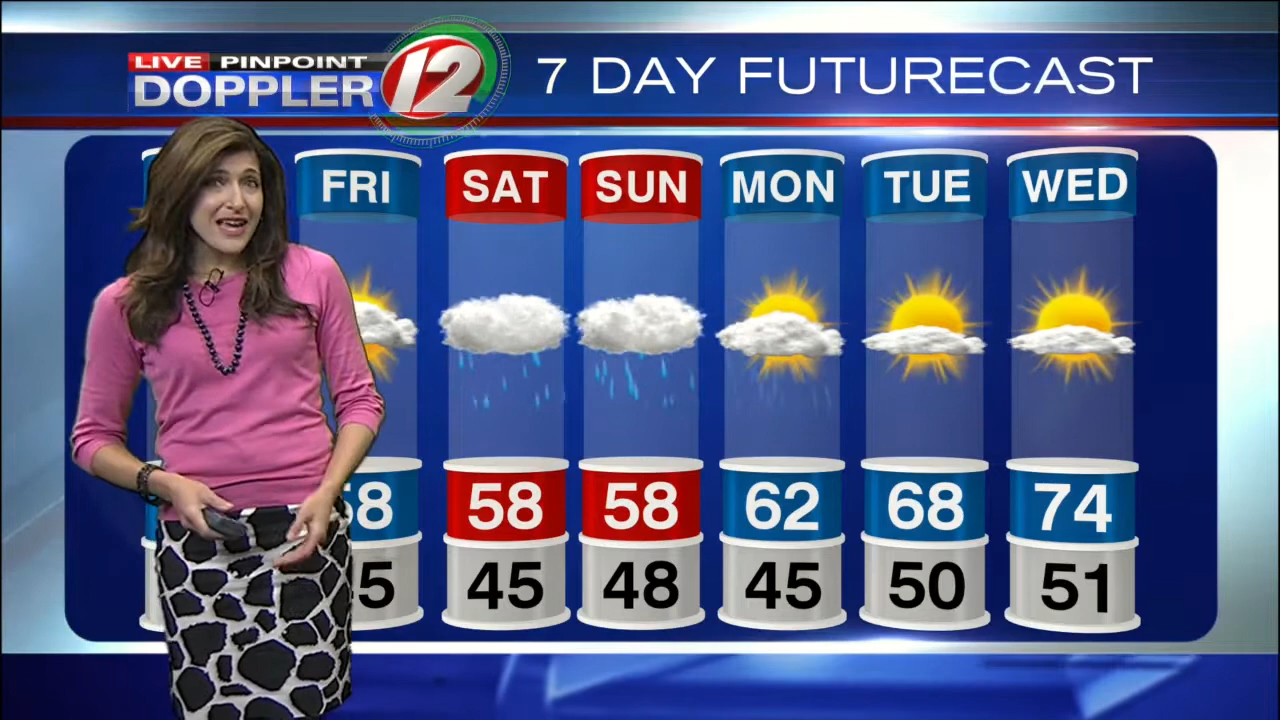 LIVE PINPOINT
DOPPLER 12
7 DAY FUTURECAST
FRI SAT SUN MON TUE WED
58 58 62 68 74
45 48 45 50 51